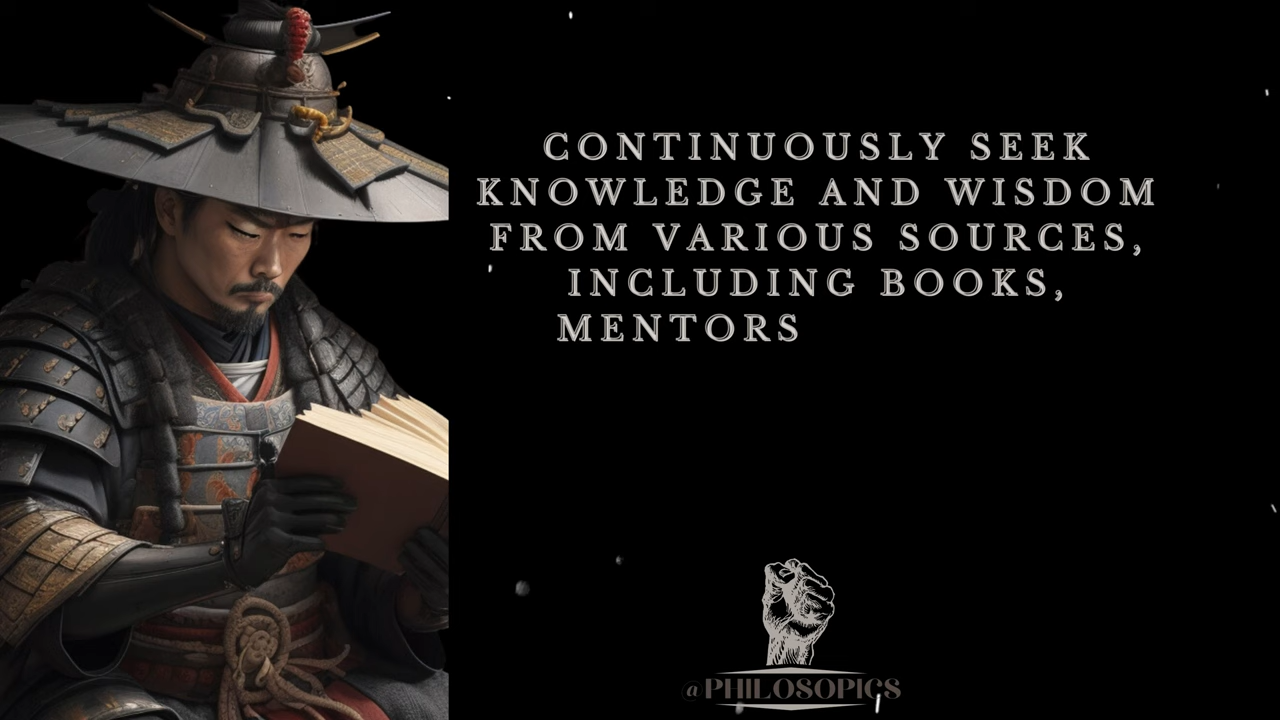 CONTINUOUSLY SEEK
KNOWLEDGE AND WISDOM
FROM VARIOUS SOURCES,
INCLUDING BOOKS,
MENTORS
@PHILOSOPICS